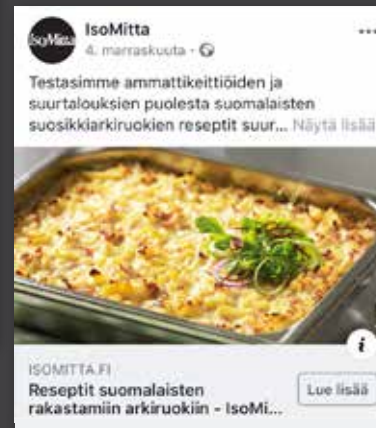 IsoMitta
IsoMitta
4. marraskuuta ·
Testasimme ammattikeittiöiden ja
suurtalouksien puolesta suomalaisten
suosikkiarkiruokien reseptit suur... Näytä lisää
i
ISOMITTA.FI
Reseptit suomalaisten
rakastamiin arkiruokiin - IsoMi...
Lue lisää